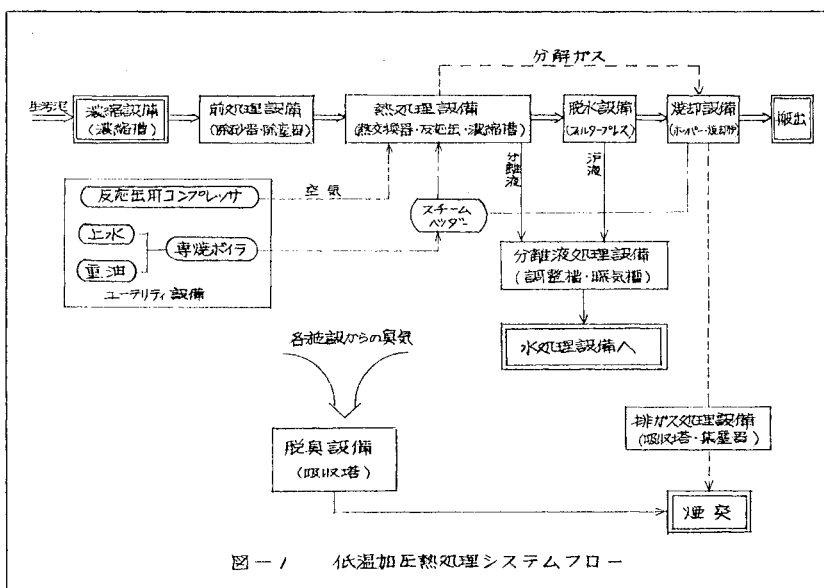 分解ガス
生汚泥
濃縮設備
(濃縮槽)
前処理設備
(除砂器・除塵器)
熱処理設備
(熱交換器・反応缶・濃縮槽)
脱水設備
(フィルタープレス)
焼却設備
(ホッパー・焼却炉)
搬出
反応缶用コンプレッサ
空気
分離液
沪液
上水
重油
専焼ボイラ
スチーム
ヘッダー
ユーテリティ設備
分離液処理設備
(調整槽・曝気槽)
水処理設備へ
各施設からの臭気
脱臭設備
(吸収塔)
排ガス処理設備
(吸収塔・集塵器)
煙突
図-1 低温加圧熱処理システムフロー